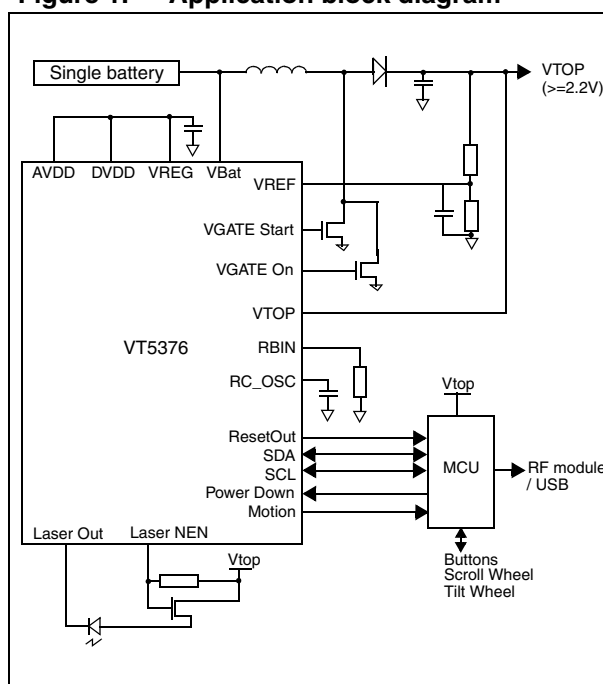 Figure 1. Application block diagram
Single battery
VTOP
(>=2.2V)
AVDD DVDD VREG VBat
VREF
VGATE Start
VGATE On
VTOP
VT5376
RBIN
RC_OSC
Vtop
ResetOut
SDA
SCL
Power Down
Motion
MCU
RF module
/ USB
Laser Out Laser NEN
Vtop
Buttons
Scroll Wheel
Tilt Wheel